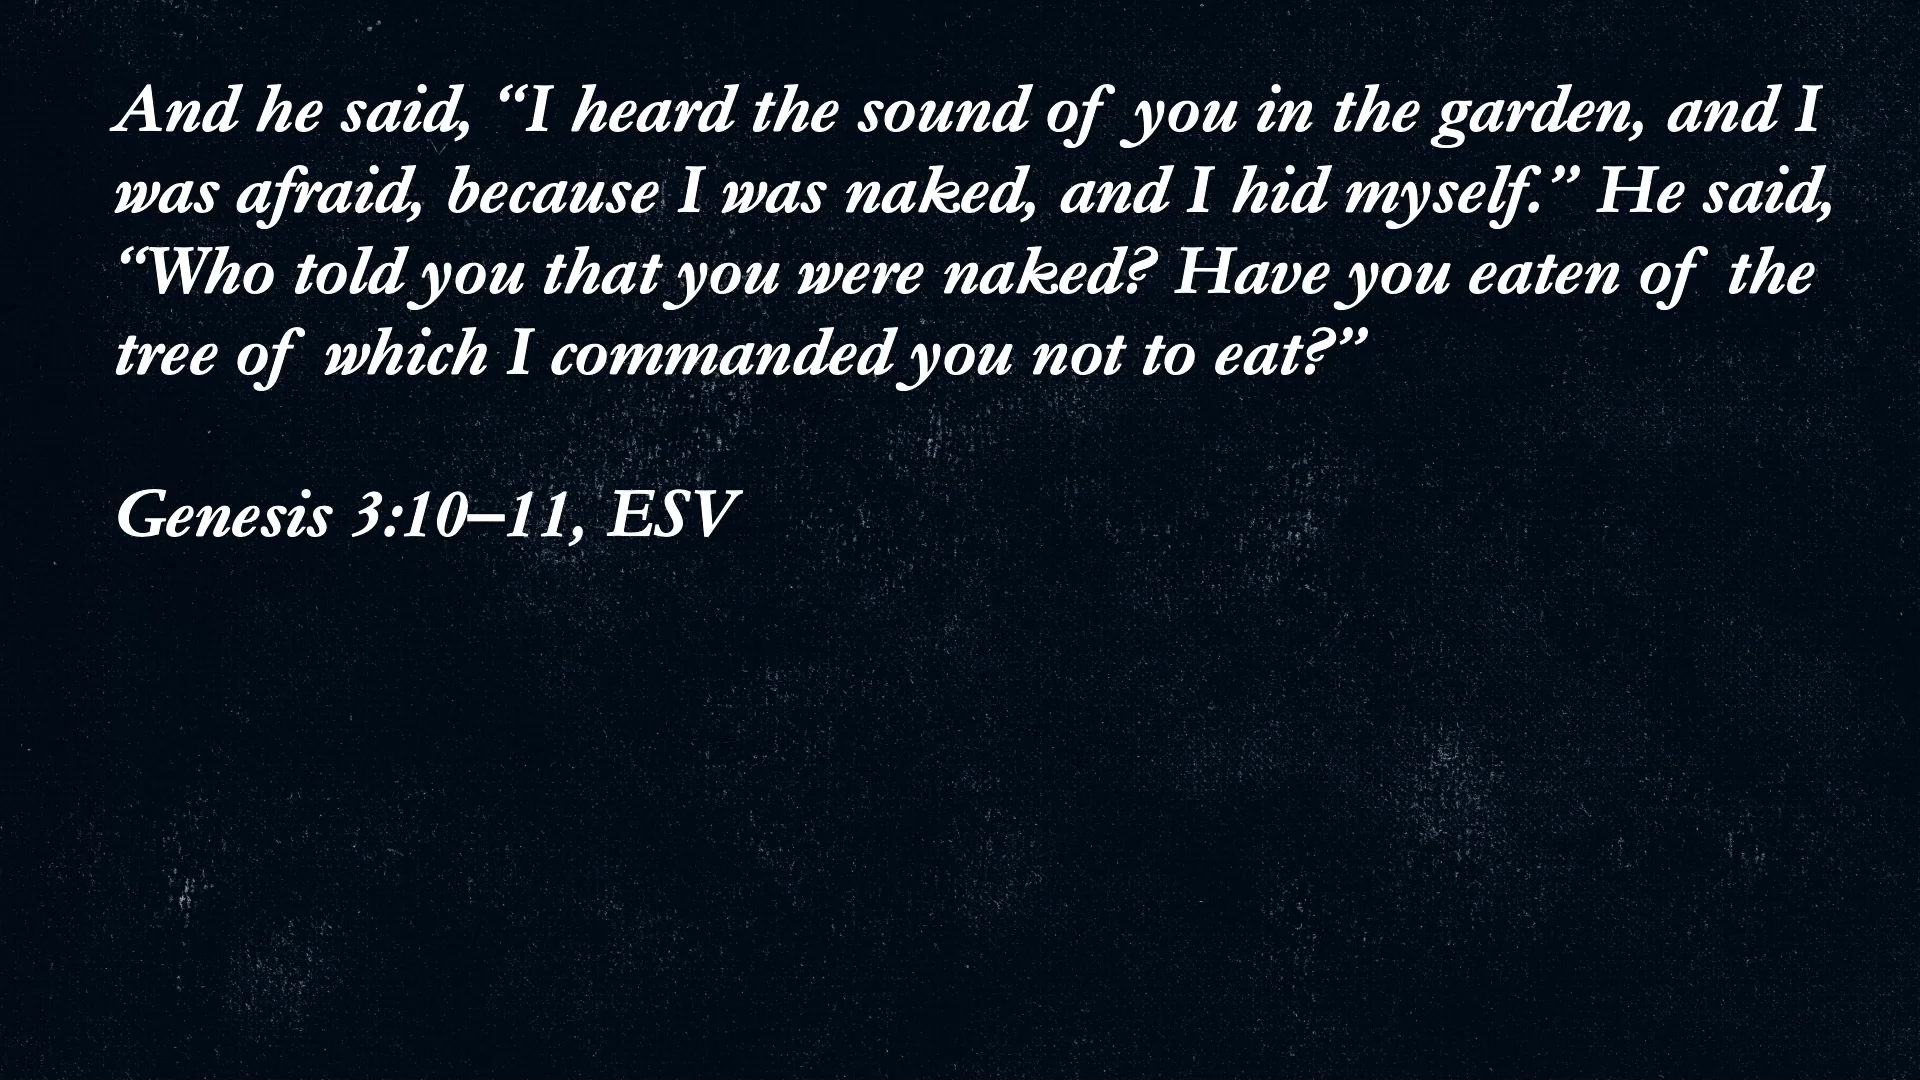 And he said, “I heard the sound of you in the garden, and I
was afraid, because I was naked, and I hid myself.” He said,
“Who told you that you were naked? Have you eaten of the
tree of which I commanded you not to eat?”
Genesis 3:10–11, ESV